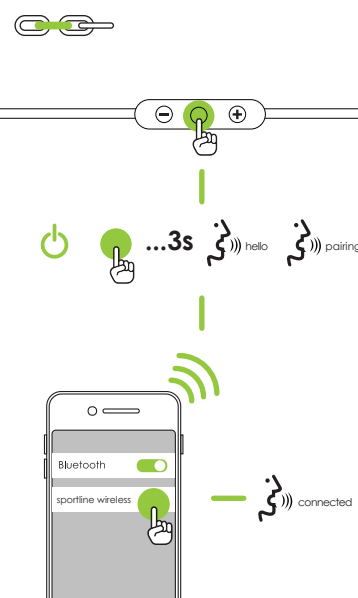 ...3s hello pairing
Bluetooth
sportline wireless
connected